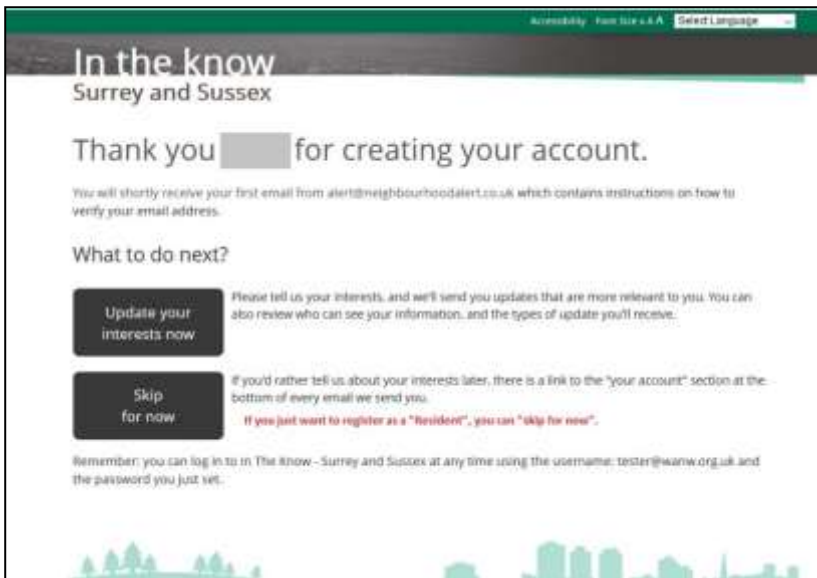 Accessibility Font Size A A A Select Language
In the know
Surrey and Sussex
Thank you for creating your account.
You will shortly receive your first email from alert@neighbourhoodalert.co.uk which contains instructions on how to
verify your email address.
What to do next?
Update your
interests now
Please tell us your interests, and we'll send you updates that are more relevant to you. You can
also review who can see your information, and the types of update you'll receive.
Skip
for now
If you'd rather tell us about your interests later, there is a link to the "your account" section at the
bottom of every email we send you.
If you just want to register as a "Resident", you can "skip for now".
Remember: you can log in to In The Know - Surrey and Sussex at any time using the username: tester@wanw.org.uk and
the password you just set.